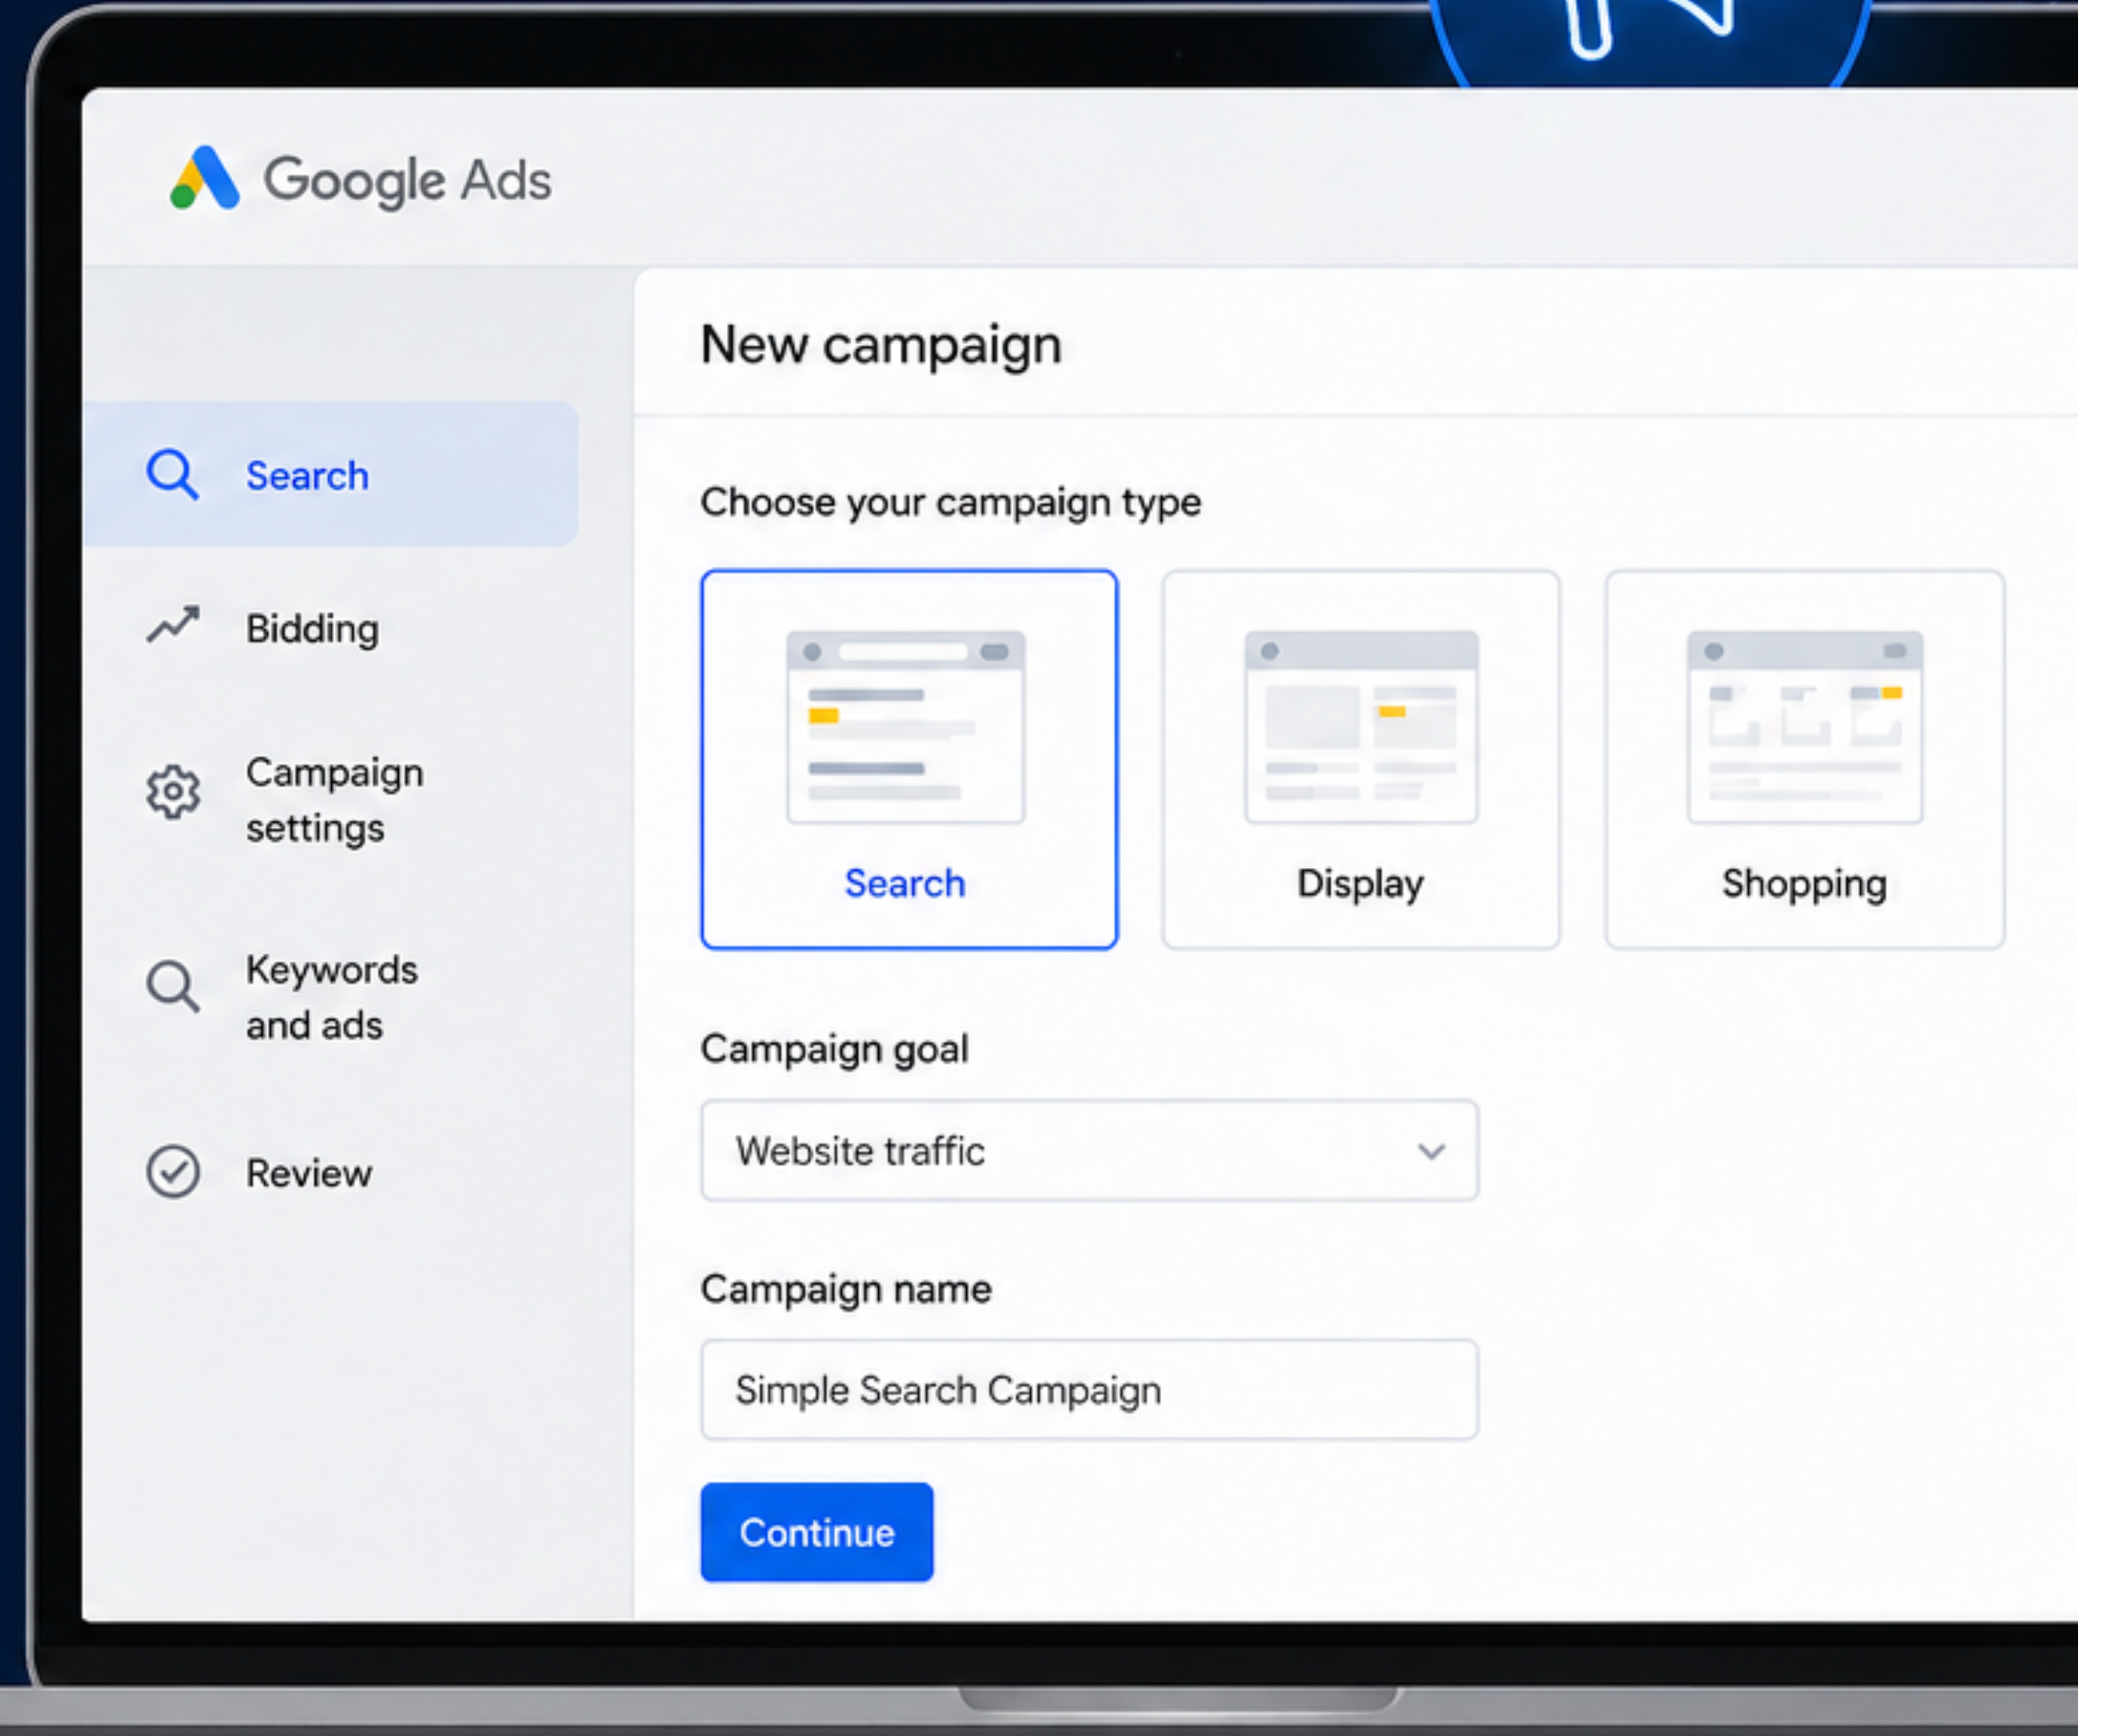 Google Ads
Search
Bidding
Campaign
settings
Keywords
and ads
Review
New campaign
Choose your campaign type
Search
Display
Shopping
Campaign goal
Website traffic
Campaign name
Simple Search Campaign
Continue